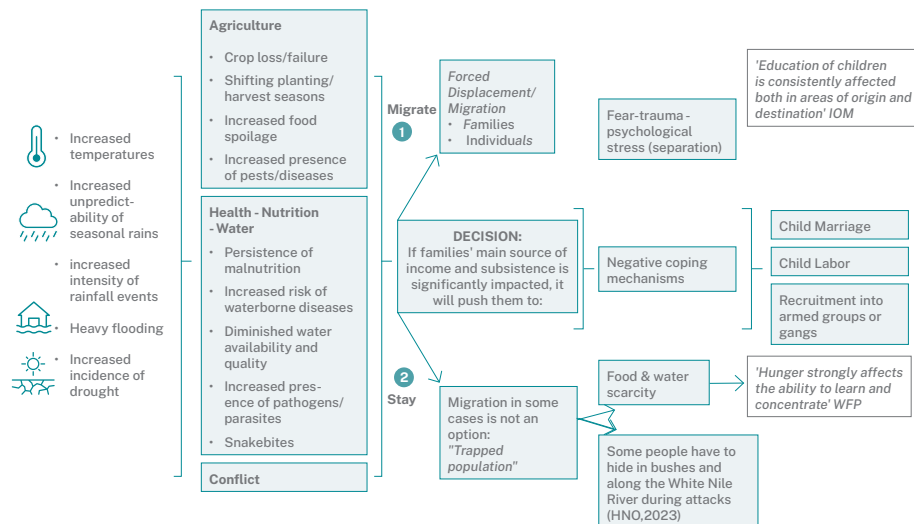 Increased
temperatures
Increased
unpredict-
ability of
seasonal rains
increased
intensity of
rainfall events
Heavy flooding
Increased
incidence of
drought
Agriculture
• Crop loss/failure
• Shifting planting/
harvest seasons
• Increased food
spoilage
• Increased presence
of pests/diseases
Health - Nutrition
- Water
• Persistence of
malnutrition
• Increased risk of
waterborne diseases
• Diminished water
availability and
quality
• Increased pres-
ence of pathogens/
parasites
• Snakebites
Conflict
Migrate
1
2
Stay
Forced
Displacement/
Migration
• Families
• Individuals
DECISION:
If families' main source of
income and subsistence is
significantly impacted, it
will push them to:
Migration in some
cases is not an
option:
"Trapped
population"
Fear-trauma -
psychological
stress (separation)
'Education of children
is consistently affected
both in areas of origin and
destination' IOM
Negative coping
mechanisms
Child Marriage
Child Labor
Recruitment into
armed groups or
gangs
Food & water
scarcity
'Hunger strongly affects
the ability to learn and
concentrate' WFP
Some people have to
hide in bushes and
along the White Nile
River during attacks
(HNO,2023)